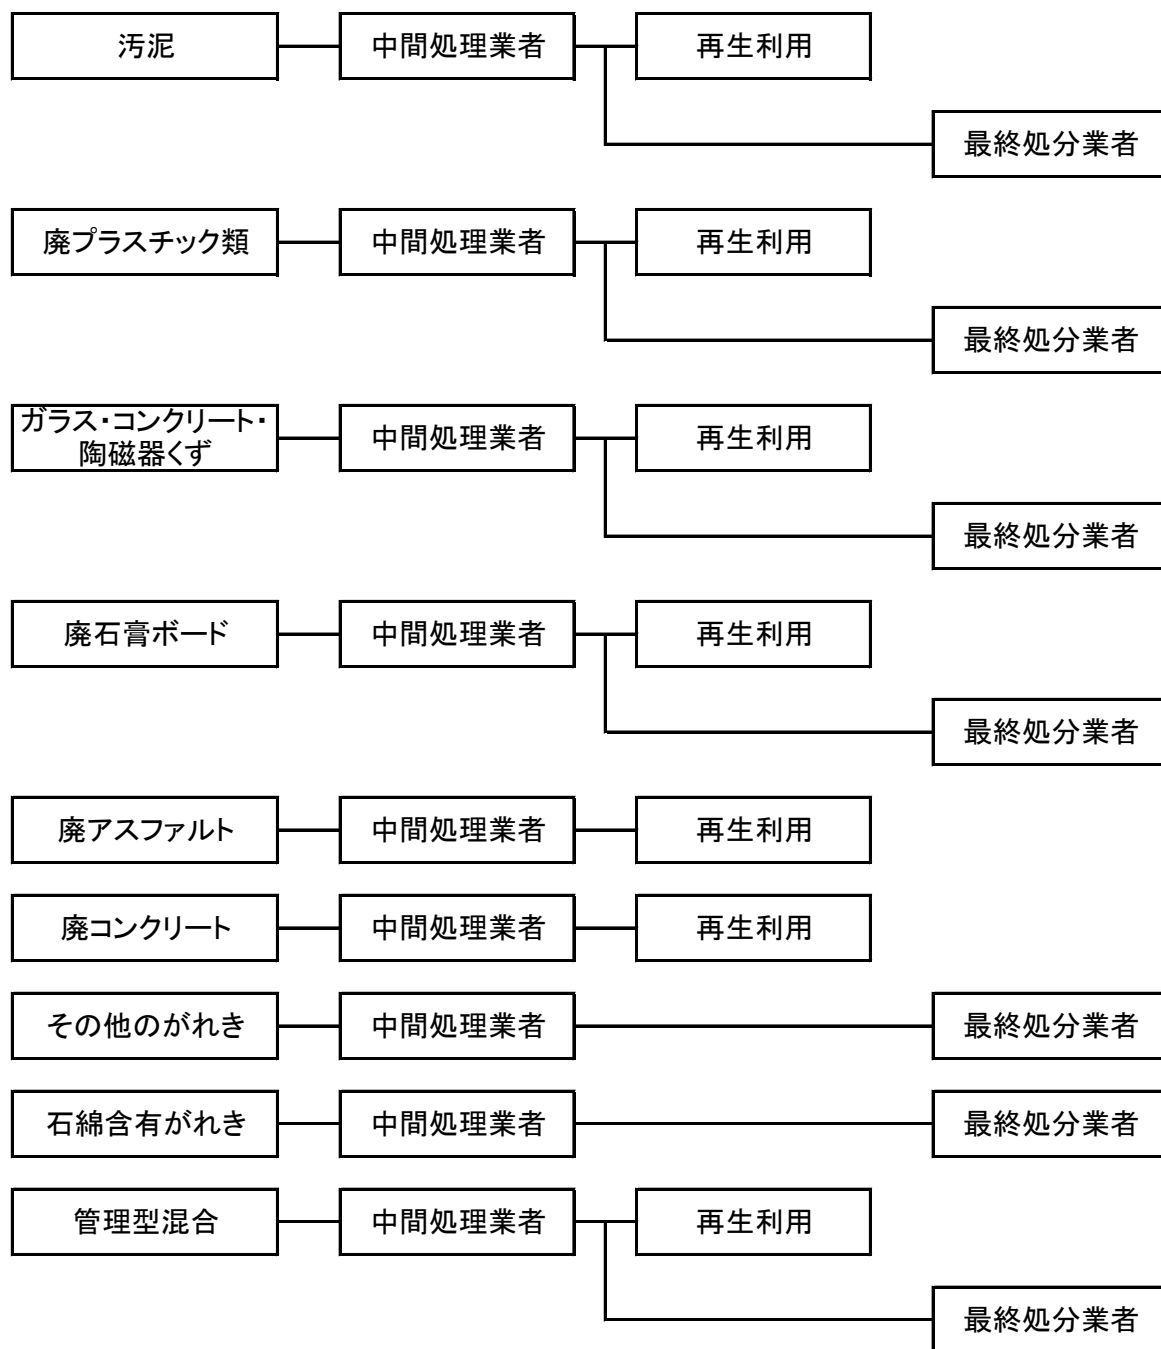 汚泥
中間処理業者
再生利用
最終処分業者
廃プラスチック類
中間処理業者
再生利用
最終処分業者
ガラス・コンクリート・
陶磁器くず
中間処理業者
再生利用
最終処分業者
廃石膏ボード
中間処理業者
再生利用
最終処分業者
廃アスファルト
中間処理業者
再生利用
廃コンクリート
中間処理業者
再生利用
その他のがれき
中間処理業者
最終処分業者
石綿含有がれき
中間処理業者
最終処分業者
管理型混合
中間処理業者
再生利用
最終処分業者